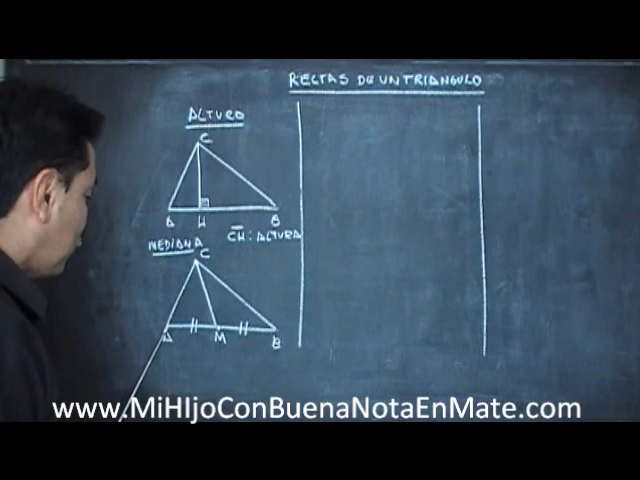 RECTAS DE UN TRIANGULO
ALTURA
C
A H B
CH : ALTURA
MEDIANA
C
A M B
www.MiHIjoConBuenaNotaEnMate.com